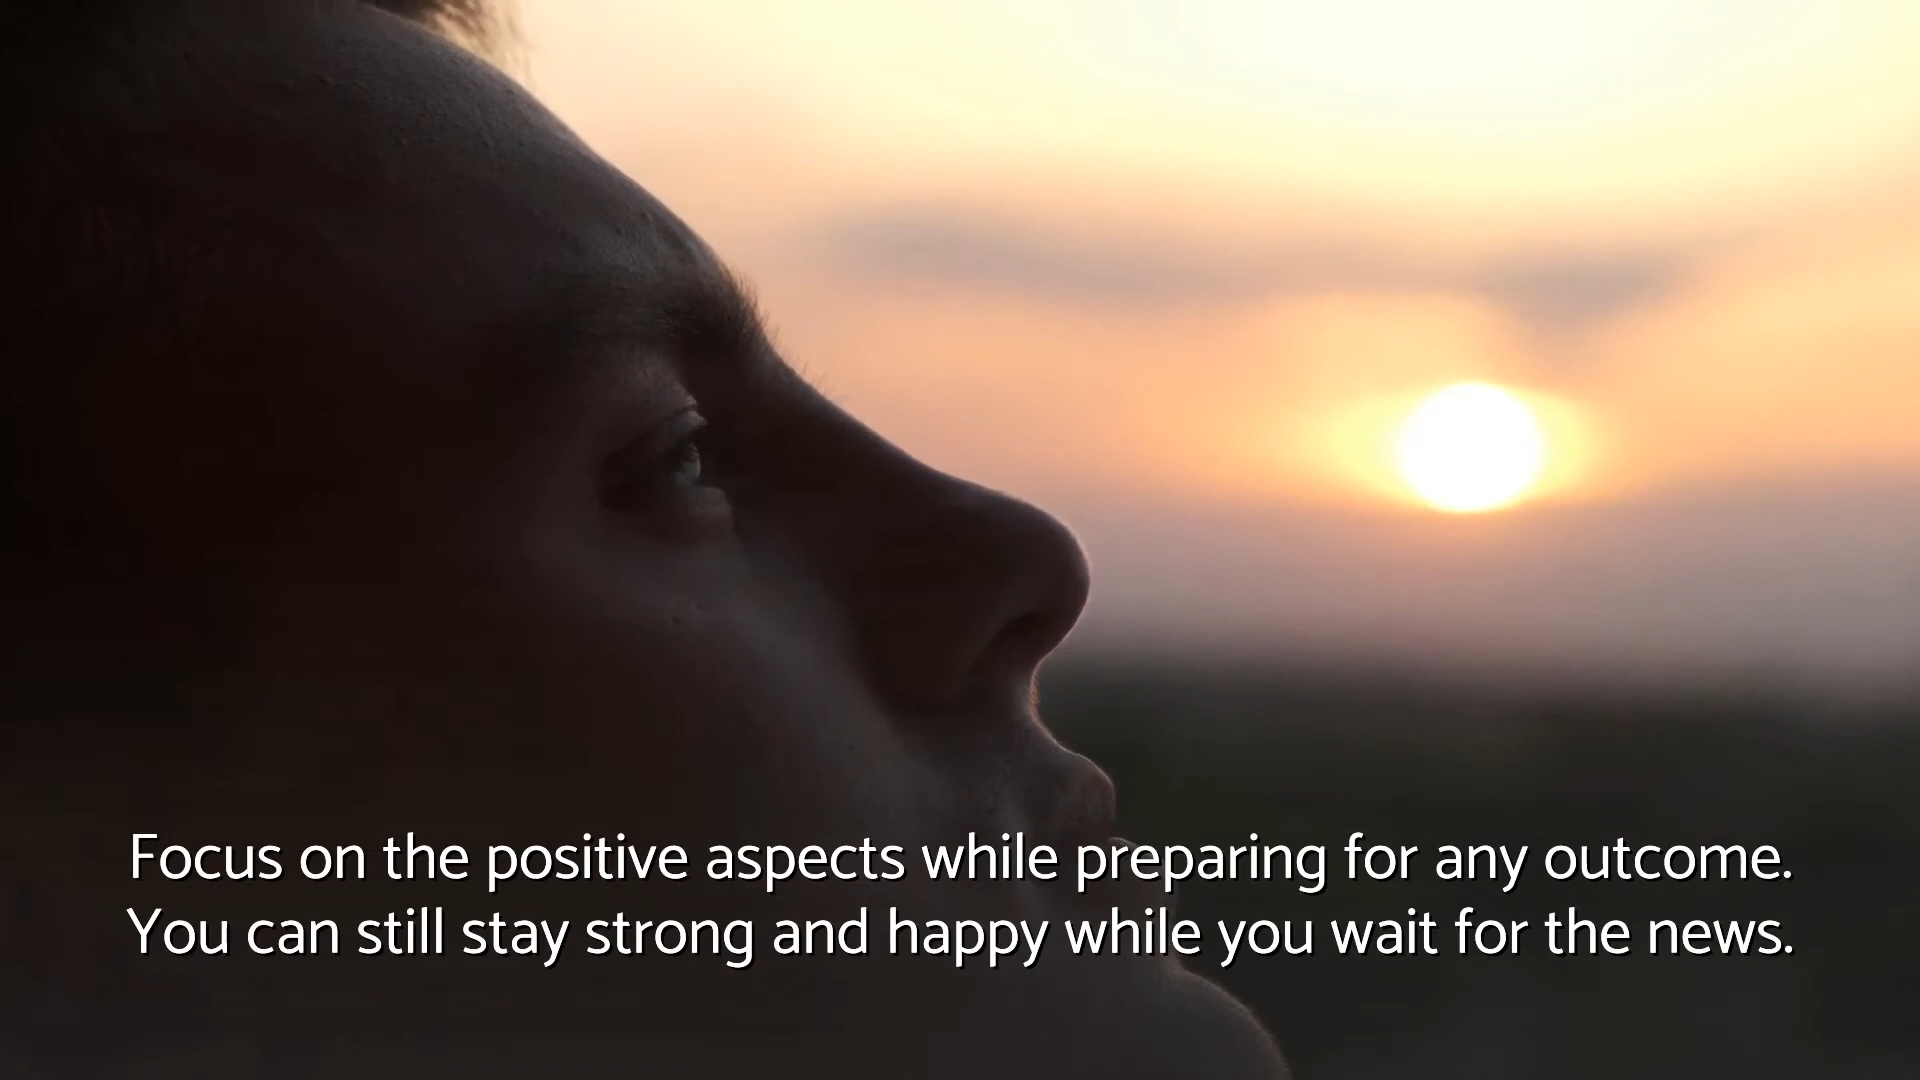 Focus on the positive aspects while preparing for any outcome.
You can still stay strong and happy while you wait for the news.